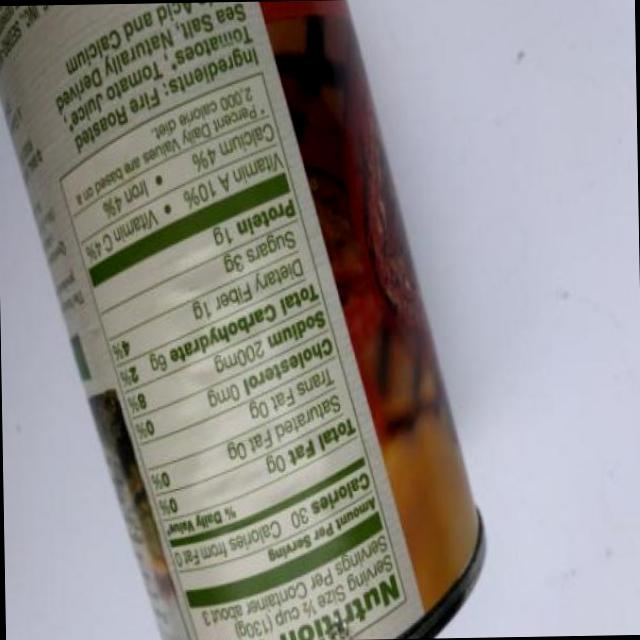 Nutrition
Serving Size ½ cup (130g)
Servings Per Container about 3
Amount Per Serving
Calories 30 Calories from Fat 0
% Daily Value*
Total Fat 0g 0%
Saturated Fat 0g 0%
Trans Fat 0g
Cholesterol 0mg 0%
Sodium 200mg 8%
Total Carbohydrate 6g 2%
Dietary Fiber 1g 4%
Sugars 3g
Protein 1g
Vitamin A 10% • Vitamin C 4%
Calcium 4% • Iron 4%
*Percent Daily Values are based on a
2,000 calorie diet.
Ingredients: Fire Roasted
Tomatoes*, Tomato Juice*,
Sea Salt, Naturally Derived
Acid and Calcium